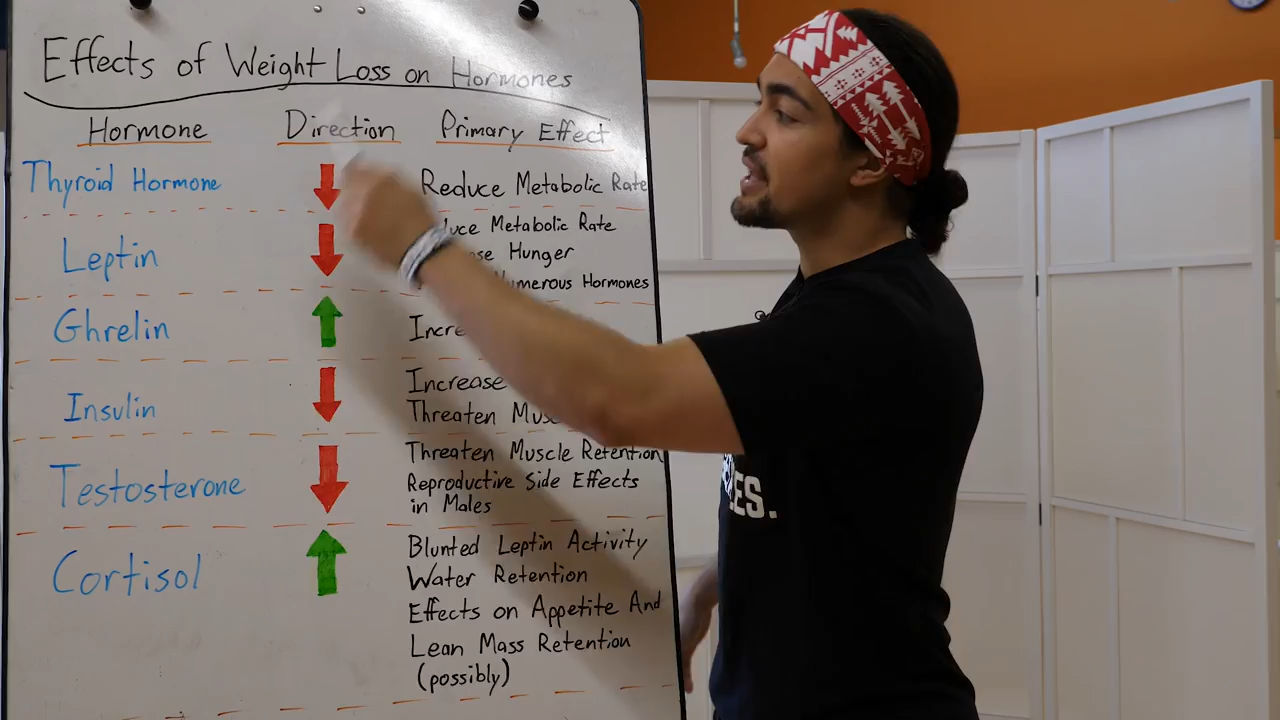 Effects of Weight Loss on Hormones
Hormone Direction Primary Effect
Thyroid Hormone Reduce Metabolic Rate
Leptin Metabolic Rate
Hunger
Hormones
Ghrelin
Insulin Increase
Threaten
Testosterone Threaten Muscle Retention
Reproductive Side Effects
in Males
Cortisol Blunted Leptin Activity
Water Retention
Effects on Appetite And
Lean Mass Retention
(possibly)